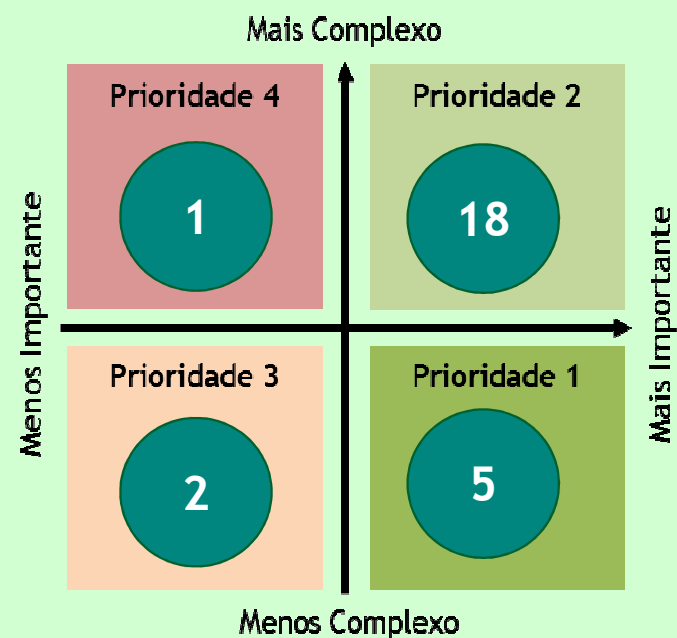 Mais Complexo
Prioridade 4
Prioridade 2
1
18
Menos Importante
Mais Importante
Prioridade 3
Prioridade 1
2
5
Menos Complexo